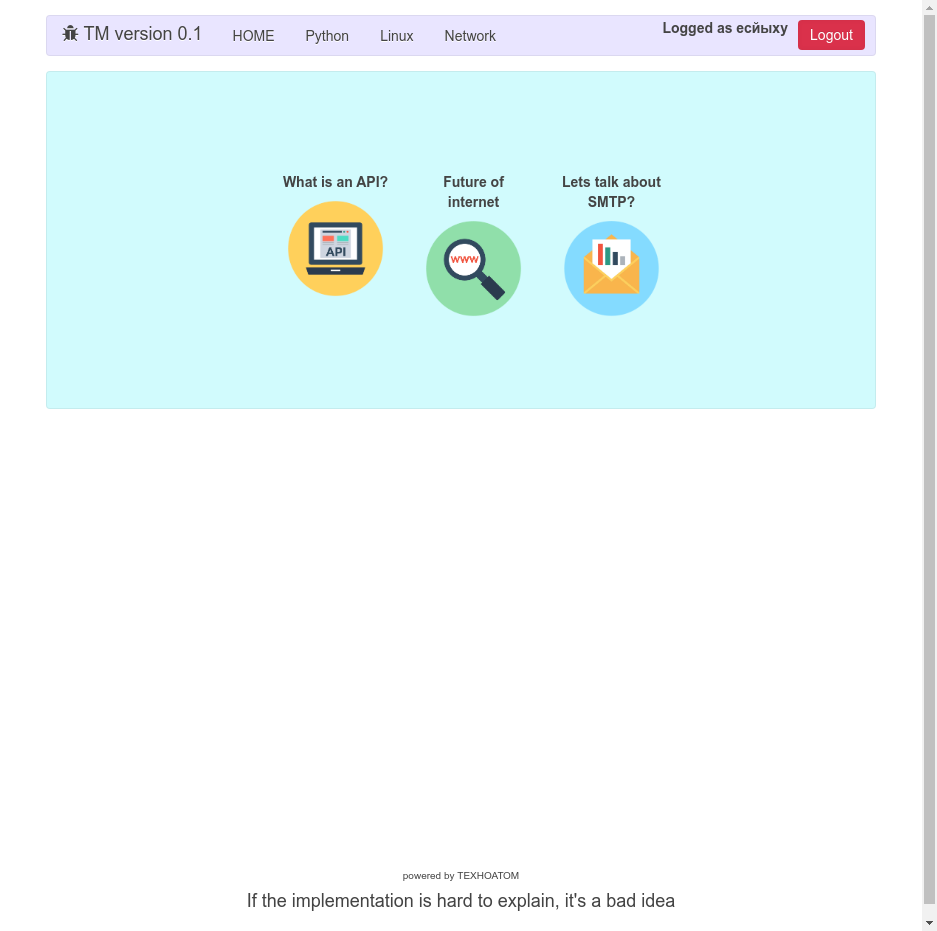 TM version 0.1 HOME Python Linux Network Logged as ecйыxy Logout
What is an API?
API
Future of
internet
www
Lets talk about
SMTP?
powered by TEXHOATOM
If the implementation is hard to explain, it's a bad idea